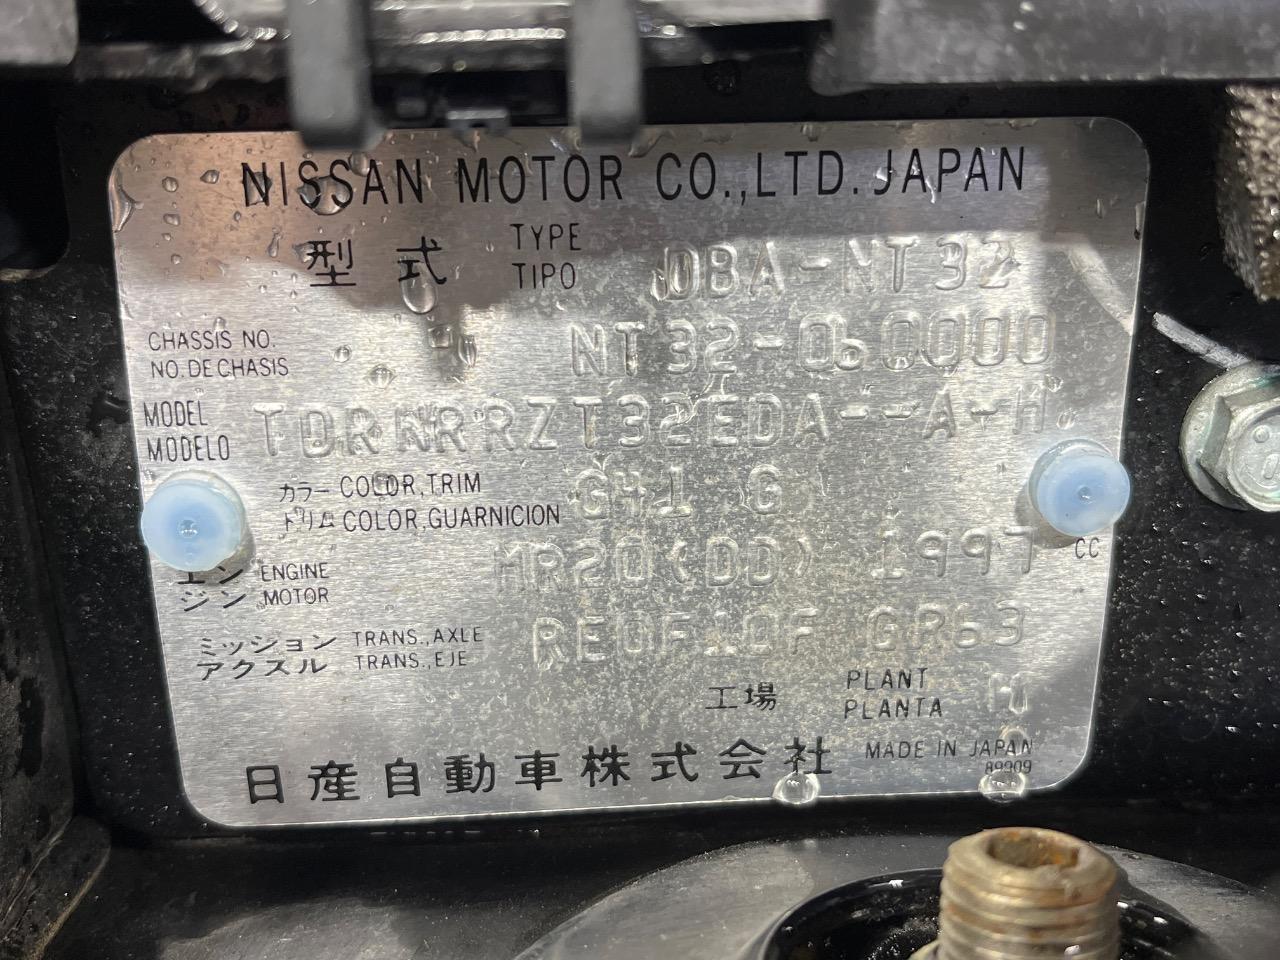 NISSAN MOTOR CO.,LTD. JAPAN
型式 TYPE TIPO DBA-NT32
CHASSIS NO. NO. DE CHASIS NT32-060000
MODEL MODELO TDRNRRZT32EDA--A-H
カラー COLOR,TRIM G41 G
トリム COLOR,GUARNICION
エン ENGINE MR20(DD) 1997 CC
ジン MOTOR
ミッション TRANS.,AXLE RE0F10F GR63
アクスル TRANS.,EJE
工場 PLANT PLANTA
日産自動車株式会社 MADE IN JAPAN
89909